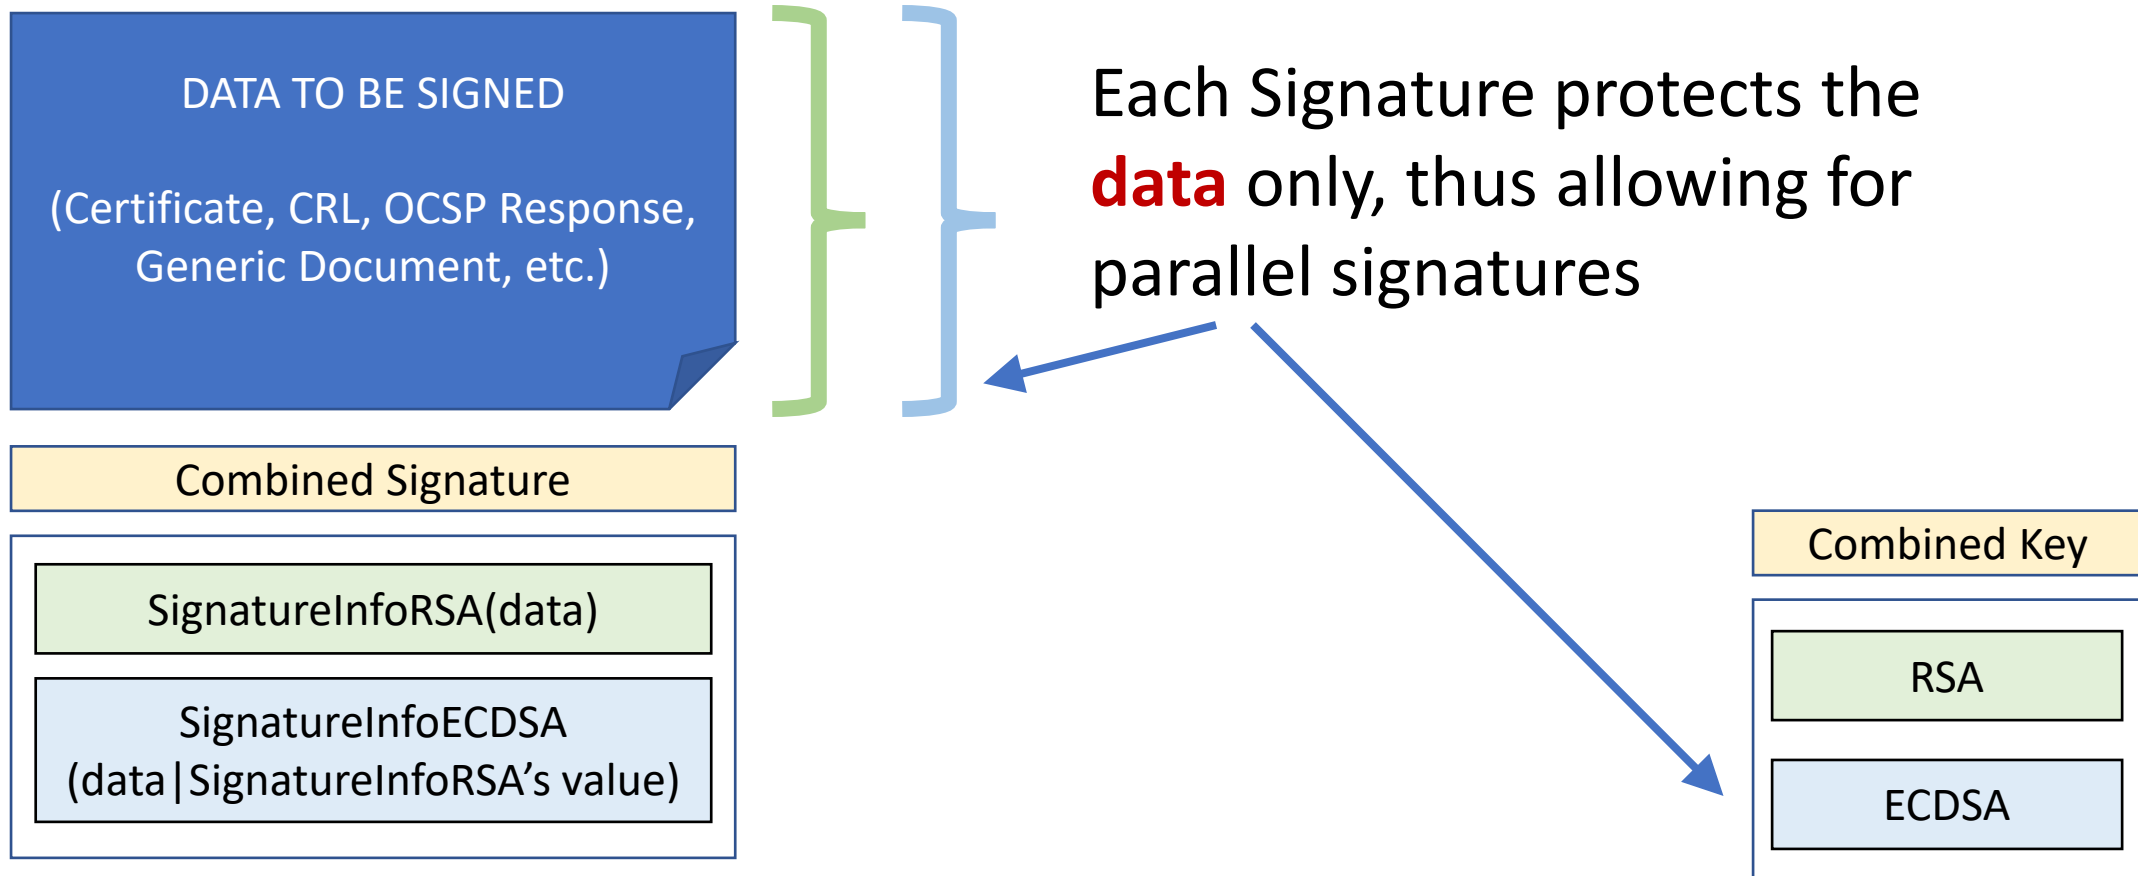 DATA TO BE SIGNED
(Certificate, CRL, OCSP Response,
Generic Document, etc.)
Each Signature protects the
data only, thus allowing for
parallel signatures
Combined Signature
SignatureInfoRSA(data)
SignatureInfoECDSA
(data|SignatureInfoRSA’s value)
Combined Key
RSA
ECDSA